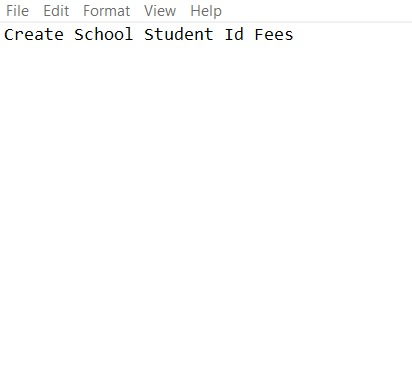 File Edit Format View Help
Create School Student Id Fees